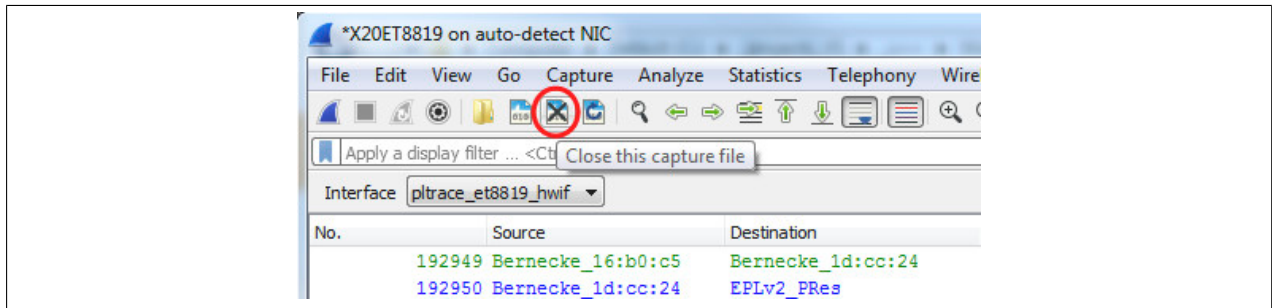 *X20ET8819 on auto-detect NIC
File Edit View Go Capture Analyze Statistics Telephony Wire
010
Apply a display filter ... <Ct
Close this capture file
Interface pltrace_et8819_hwif
No. Source Destination
192949 Bernecke_16:b0:c5 Bernecke_1d:cc:24
192950 Bernecke_1d:cc:24 EPLv2_PRes